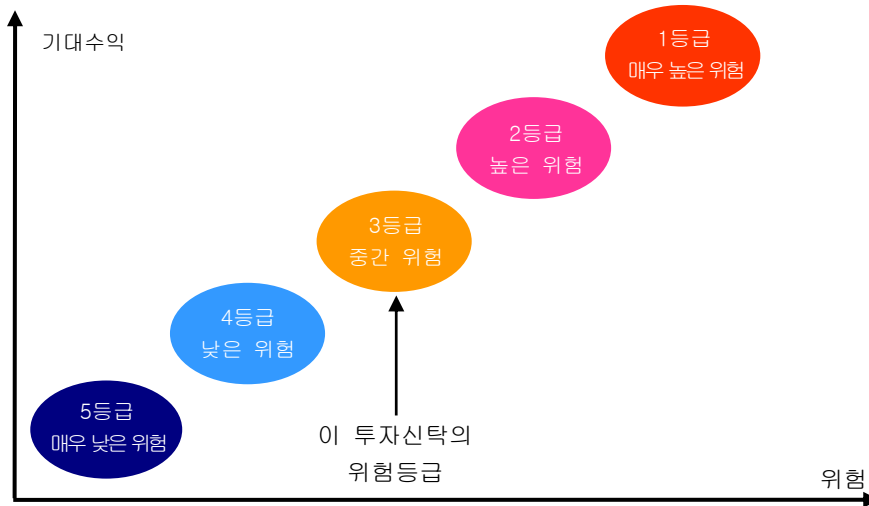 기대수익
1등급
매우 높은 위험
2등급
높은 위험
3등급
중간 위험
4등급
낮은 위험
5등급
매우 낮은 위험
이 투자신탁의
위험등급
위험